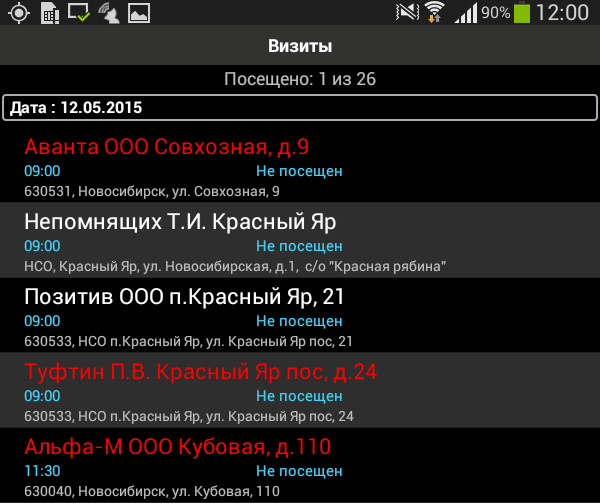 90% 12:00
Визиты
Посещено: 1 из 26
Дата : 12.05.2015
Аванта ООО Совхозная, д.9
09:00 Не посещен
630531, Новосибирск, ул. Совхозная, 9
Непомнящих Т.И. Красный Яр
09:00 Не посещен
НСО, Красный Яр, ул. Новосибирская, д.1, с/о "Красная рябина"
Позитив ООО п.Красный Яр, 21
09:00 Не посещен
630533, НСО п.Красный Яр, ул. Красный Яр пос, 21
Туфтин П.В. Красный Яр пос, д.24
09:00 Не посещен
630533, НСО п.Красный Яр, ул. Красный Яр пос, 24
Альфа-М ООО Кубовая, д.110
11:30 Не посещен
630040, Новосибирск, ул. Кубовая, 110